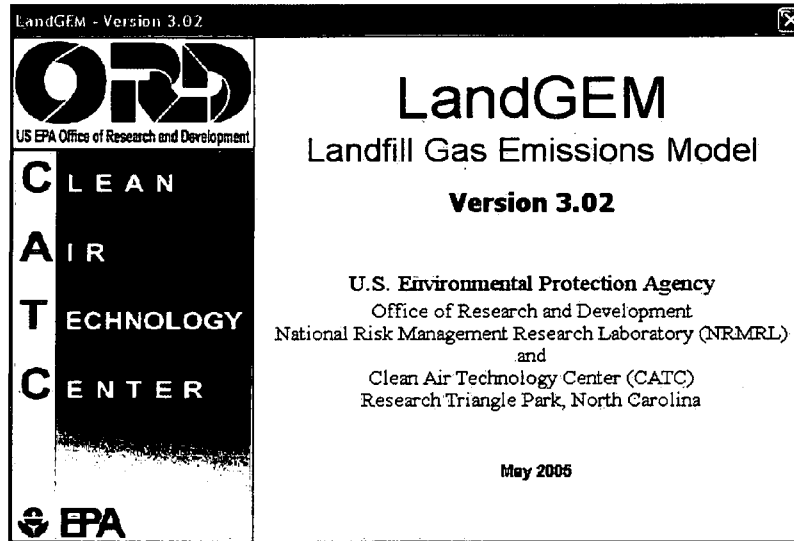 LandGEM - Version 3.02
ORD
US EPA Office of Research and Development
CLEAN
AIR
TECHNOLOGY
CENTER
EPA
LandGEM
Landfill Gas Emissions Model
Version 3.02
U.S. Environmental Protection Agency
Office of Research and Development
National Risk Management Research Laboratory (NRMRL)
and
Clean Air Technology Center (CATC)
Research Triangle Park, North Carolina
May 2005